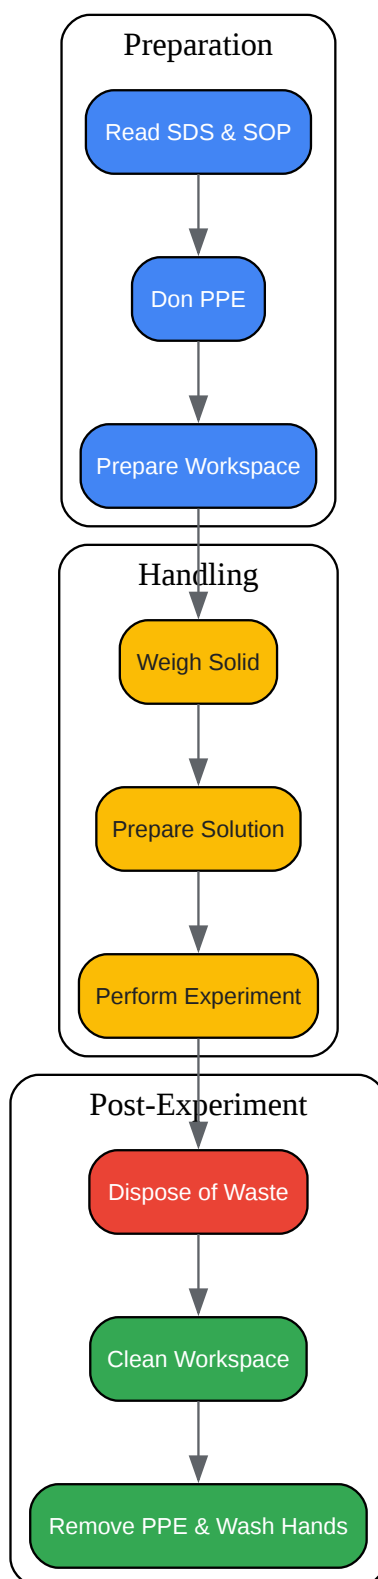 Preparation
Read SDS & SOP
Don PPE
Prepare Workspace
Handling
Weigh Solid
Prepare Solution
Perform Experiment
Post-Experiment
Dispose of Waste
Clean Workspace
Remove PPE & Wash Hands